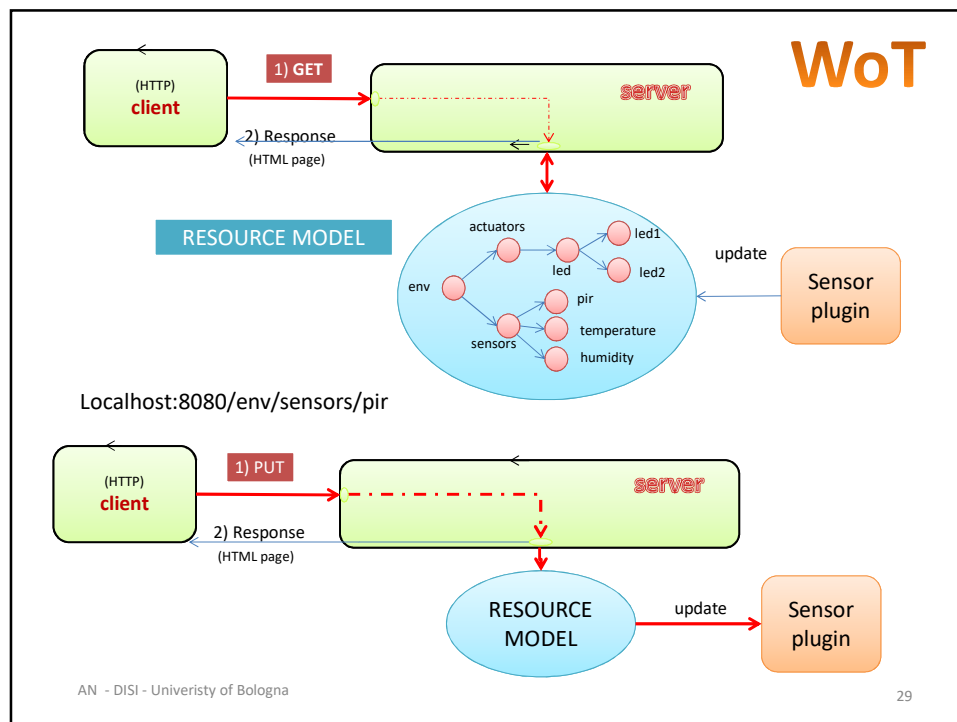 WoT
(HTTP)
client
1) GET
server
2) Response
(HTML page)
RESOURCE MODEL
actuators
led1
led
led2
env
pir
sensors
temperature
humidity
update
Sensor
plugin
Localhost:8080/env/sensors/pir
(HTTP)
client
1) PUT
server
2) Response
(HTML page)
RESOURCE
MODEL
update
Sensor
plugin
AN - DISI - Univeristy of Bologna
29